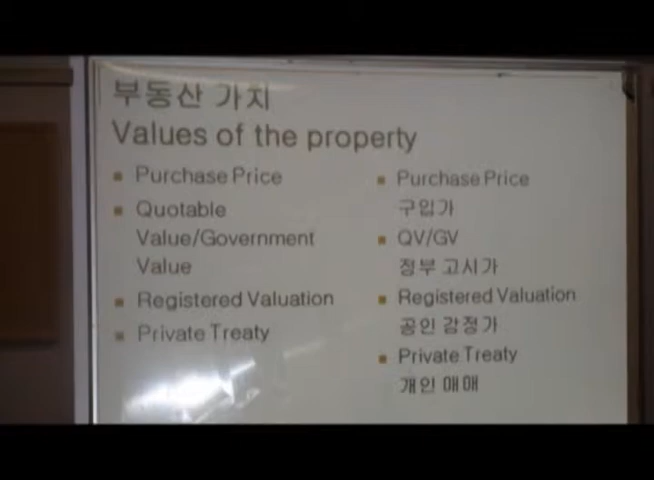 부동산 가치
Values of the property
Purchase Price
Quotable
Value/Government
Value
Registered Valuation
Private Treaty
Purchase Price
구입가
QV/GV
정부 고시가
Registered Valuation
공인 감정가
Private Treaty
개인 매매